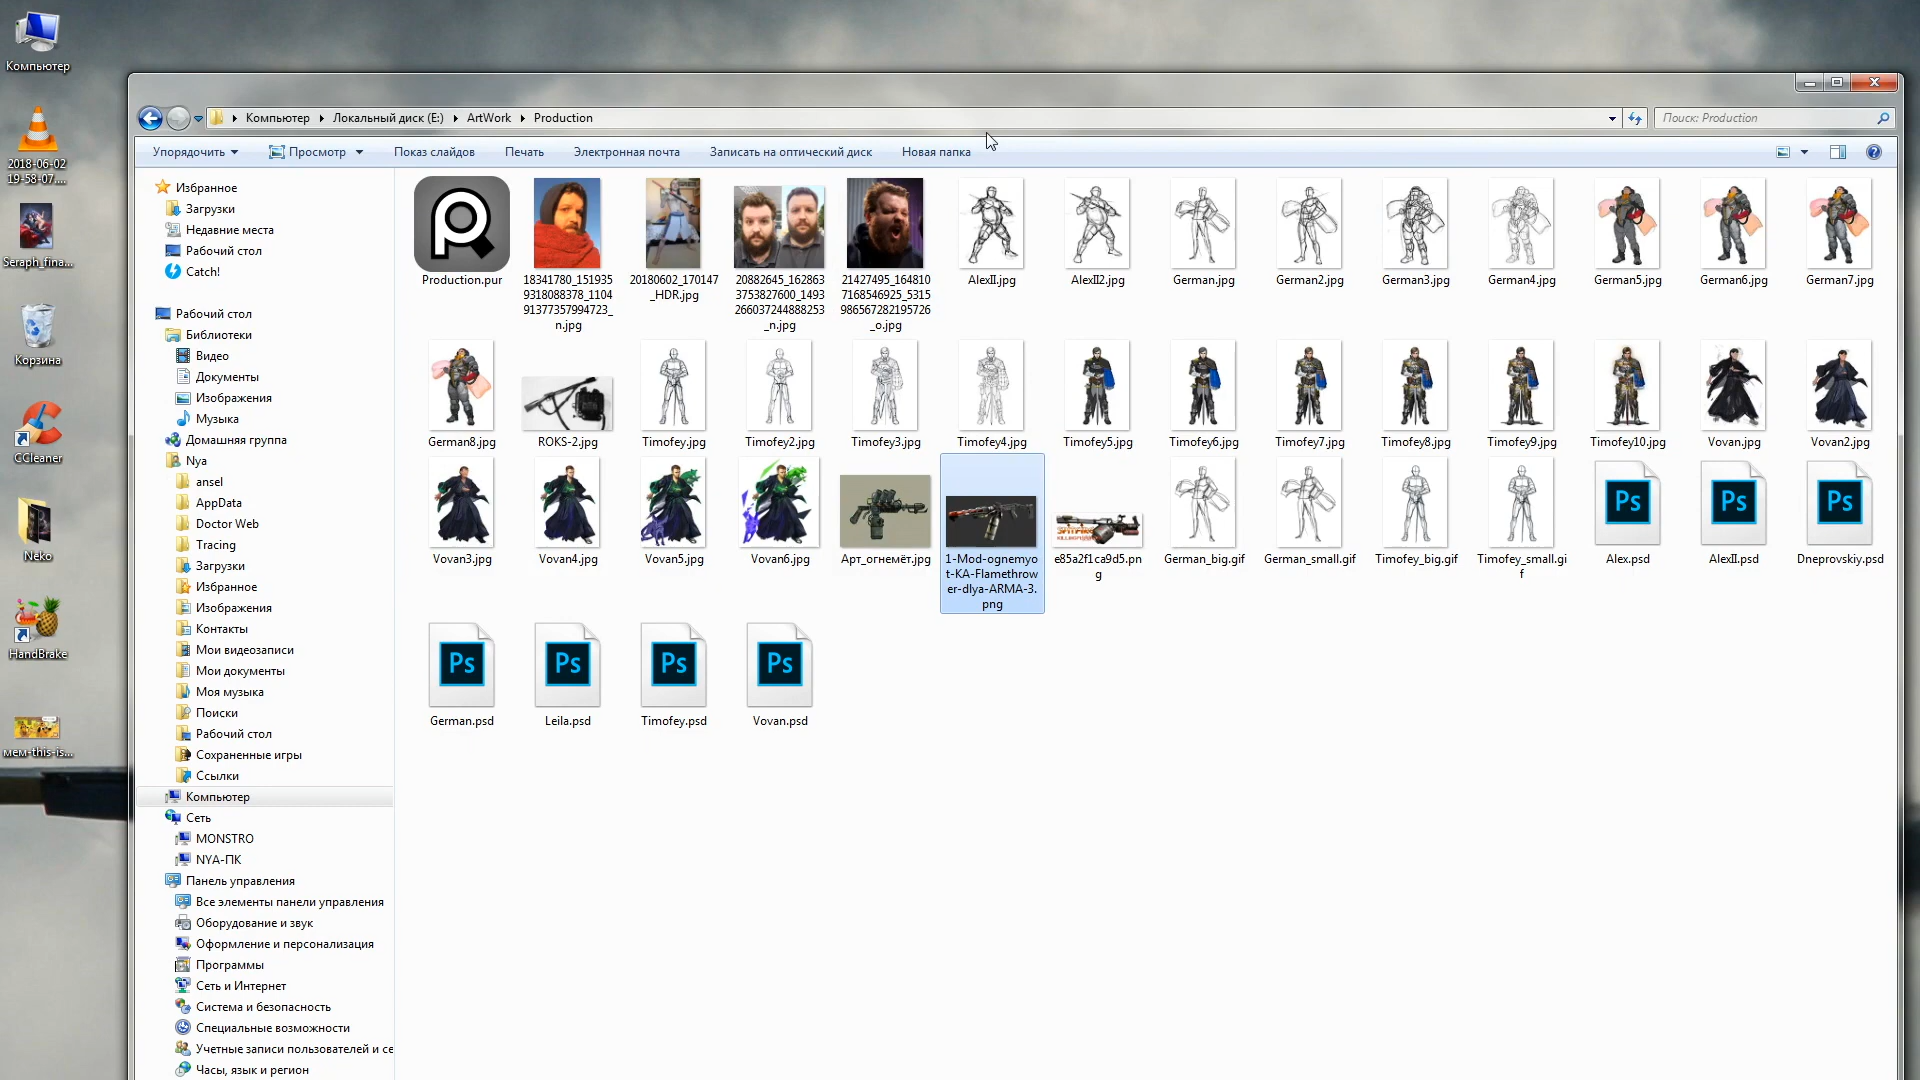 Компьютер
2018-06-02
19-58-07....
Seraph_fina...
Корзина
CCleaner
Neko
HandBrake
мем-this-is...
Компьютер
Локальный диск (E:)
ArtWork
Production
Поиск: Production
Упорядочить
Просмотр
Показ слайдов
Печать
Электронная почта
Записать на оптический диск
Новая папка
Избранное
Загрузки
Недавние места
Рабочий стол
Catch!
Рабочий стол
Библиотеки
Видео
Документы
Изображения
Музыка
Домашняя группа
Nya
ansel
AppData
Doctor Web
Tracing
Загрузки
Избранное
Изображения
Контакты
Мои видеозаписи
Мои документы
Моя музыка
Поиски
Рабочий стол
Сохраненные игры
Ссылки
Компьютер
Сеть
MONSTRO
NYA-ПК
Панель управления
Все элементы панели управления
Оборудование и звук
Оформление и персонализация
Программы
Сеть и Интернет
Система и безопасность
Специальные возможности
Учетные записи пользователей и се
Часы, язык и регион
Production.pur
18341780_151935
9318088378_1104
91377357994723_
n.jpg
20180602_170147
_HDR.jpg
20882645_162863
3753827600_1493
266037244888253
_n.jpg
21427495_164810
7168546925_5315
986567282195726
_o.jpg
AlexII.jpg
AlexII2.jpg
German.jpg
German2.jpg
German3.jpg
German4.jpg
German5.jpg
German6.jpg
German7.jpg
German8.jpg
ROKS-2.jpg
Timofey.jpg
Timofey2.jpg
Timofey3.jpg
Timofey4.jpg
Timofey5.jpg
Timofey6.jpg
Timofey7.jpg
Timofey8.jpg
Timofey9.jpg
Timofey10.jpg
Vovan.jpg
Vovan2.jpg
Vovan3.jpg
Vovan4.jpg
Vovan5.jpg
Vovan6.jpg
Арт_огнемёт.jpg
1-Mod-ognemyo
t-KA-Flamethrow
er-dlya-ARMA-3.
png
e85a2f1ca9d5.pn
g
German_big.gif
German_small.gif
Timofey_big.gif
Timofey_small.gi
f
Ps
Alex.psd
Ps
AlexII.psd
Ps
Dneprovskiy.psd
Ps
German.psd
Ps
Leila.psd
Ps
Timofey.psd
Ps
Vovan.psd